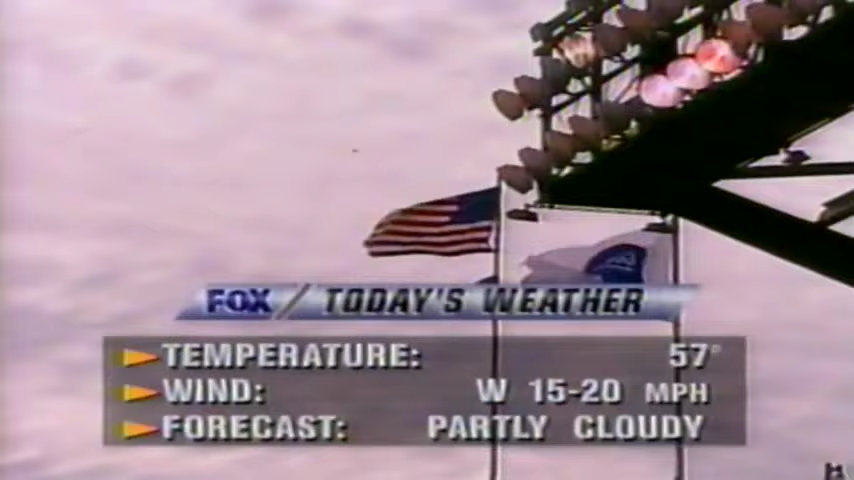 FOX / TODAY'S WEATHER
TEMPERATURE: 57°
WIND: W 15-20 MPH
FORECAST: PARTLY CLOUDY